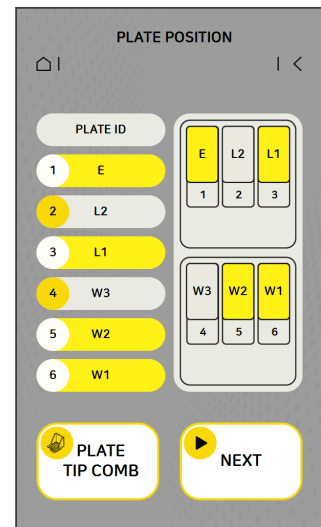 PLATE POSITION
PLATE ID
1 E
2 L2
3 L1
4 W3
5 W2
6 W1
E L2 L1
1 2 3
W3 W2 W1
4 5 6
PLATE
TIP COMB
NEXT